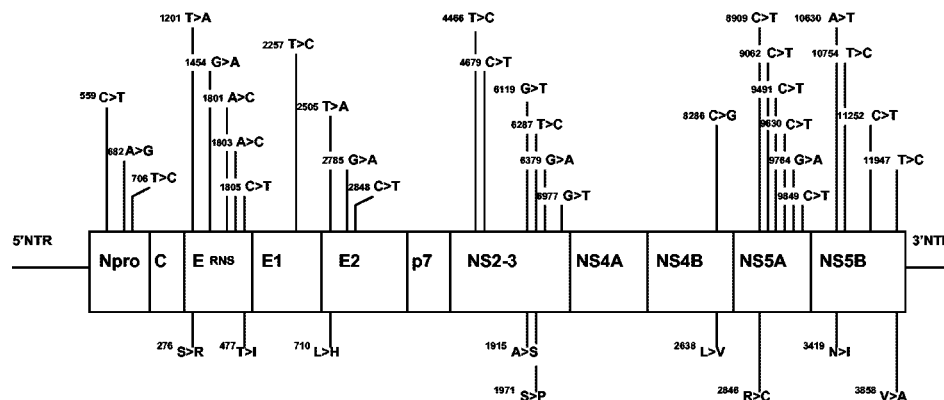 1201 T>A
4466 T>C
8909 C>T
10630 A>T
2257 T>C
1454 G>A
4679 C>T
9062 C>T
10754 T>C
6119 G>T
9491 C>T
559 C>T
1801 A>C
2505 T>A
8286 C>G
11252 C>T
6287 T>C
9630 C>T
1803 A>C
682 A>G
2785 G>A
6379 G>A
9764 G>A
11947 T>C
706 T>C
1805 C>T
2848 C>T
6977 G>T
9849 C>T
5'NTR
3'NTR
Npro C E RNS E1 E2 p7 NS2-3 NS4A NS4B NS5A NS5B
276 S>R
477 T>I
710 L>H
1915 A>S
2638 L>V
3419 N>I
1971 S>P
2846 R>C
3858 V>A